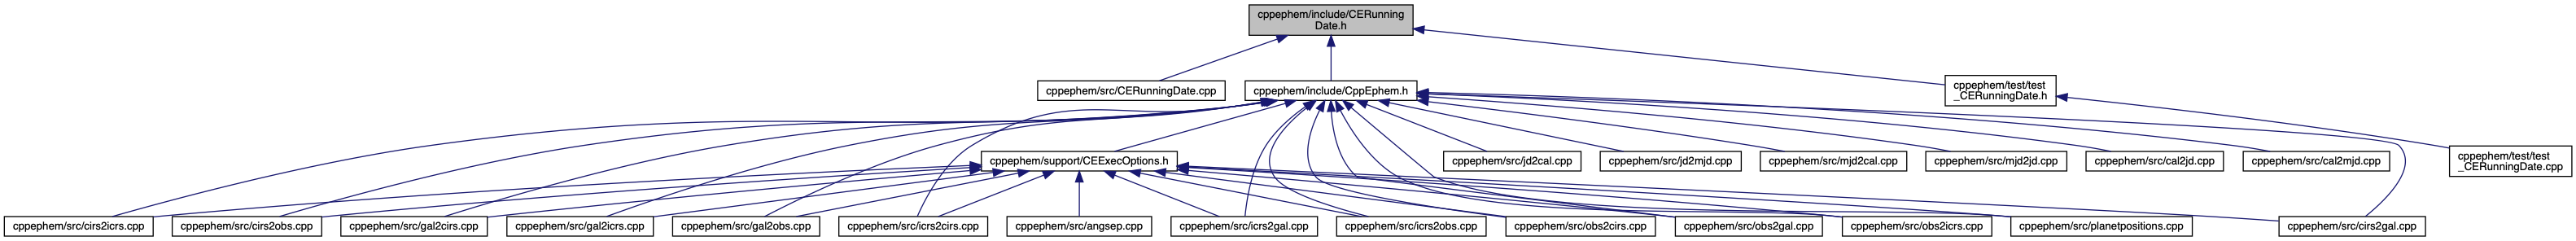 cppephem/include/CERunning
Date.h
cppephem/src/CERunningDate.cpp
cppephem/include/CppEphem.h
cppephem/test/test
_CERunningDate.h
cppephem/support/CEExecOptions.h
cppephem/src/jd2cal.cpp
cppephem/src/jd2mjd.cpp
cppephem/src/mjd2cal.cpp
cppephem/src/mjd2jd.cpp
cppephem/src/cal2jd.cpp
cppephem/src/cal2mjd.cpp
cppephem/test/test
_CERunningDate.cpp
cppephem/src/cirs2icrs.cpp
cppephem/src/cirs2obs.cpp
cppephem/src/gal2cirs.cpp
cppephem/src/gal2icrs.cpp
cppephem/src/gal2obs.cpp
cppephem/src/icrs2cirs.cpp
cppephem/src/angsep.cpp
cppephem/src/icrs2gal.cpp
cppephem/src/icrs2obs.cpp
cppephem/src/obs2cirs.cpp
cppephem/src/obs2gal.cpp
cppephem/src/obs2icrs.cpp
cppephem/src/planetpositions.cpp
cppephem/src/cirs2gal.cpp